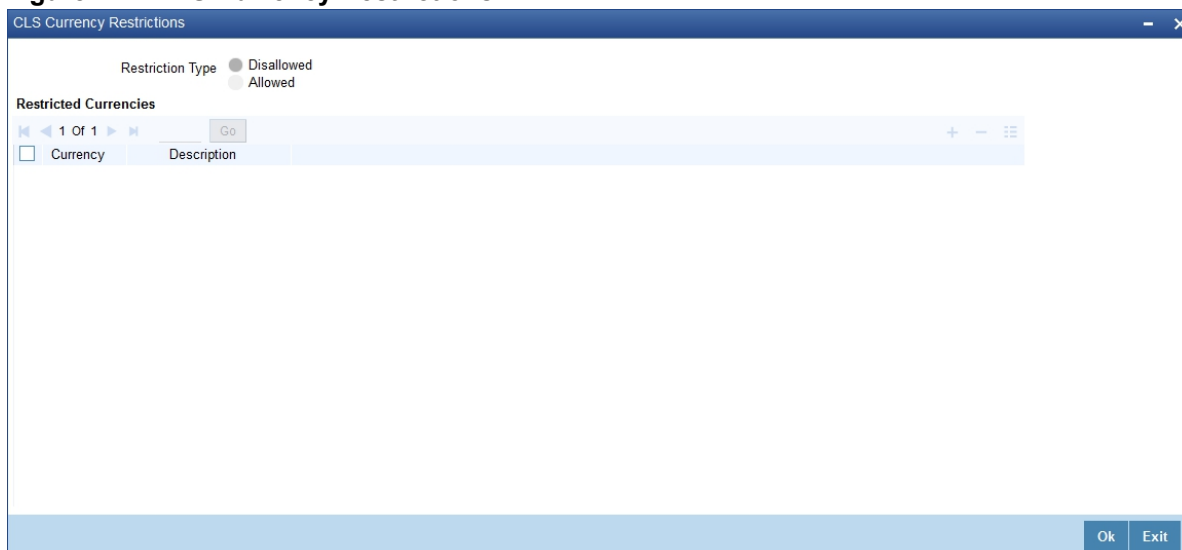 CLS Currency Restrictions
Restriction Type Disallowed
Allowed
Restricted Currencies
1 Of 1 Go
Currency Description
Ok Exit